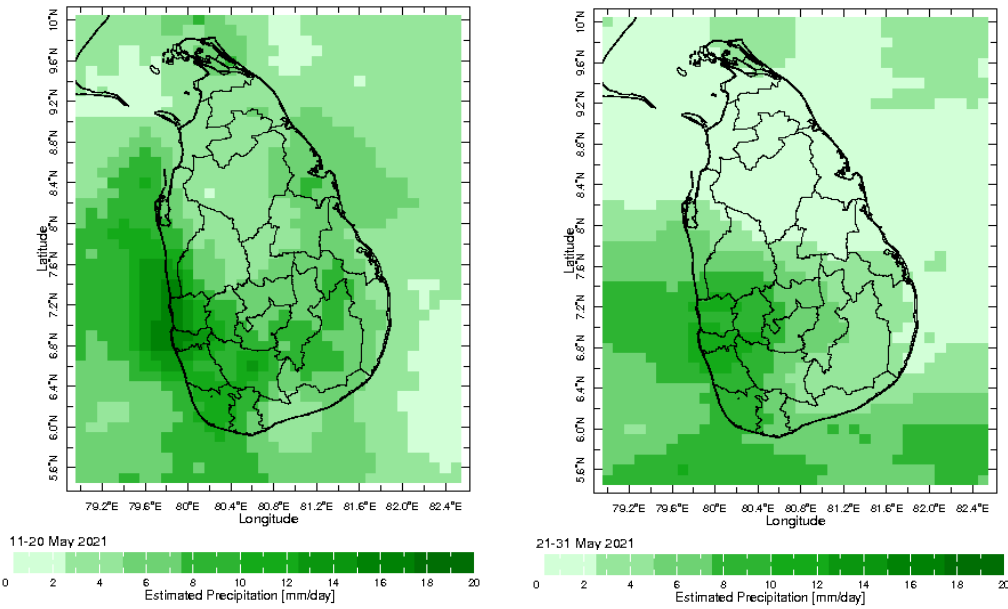 10°N
9.6°N
9.2°N
8.8°N
8.4°N
8°N
7.6°N
7.2°N
6.8°N
6.4°N
6.0°N
5.6°N
Latitude
79.2°E 79.6°E 80°E 80.4°E 80.8°E 81.2°E 81.6°E 82.0°E 82.4°E
Longitude
11-20 May 2021
0 2 4 6 8 10 12 14 16 18 20
Estimated Precipitation [mm/day]
10°N
9.6°N
9.2°N
8.8°N
8.4°N
8°N
7.6°N
7.2°N
6.8°N
6.4°N
6.0°N
5.6°N
Latitude
79.2°E 79.6°E 80°E 80.4°E 80.8°E 81.2°E 81.6°E 82.0°E 82.4°E
Longitude
21-31 May 2021
0 2 4 6 8 10 12 14 16 18 20
Estimated Precipitation [mm/day]